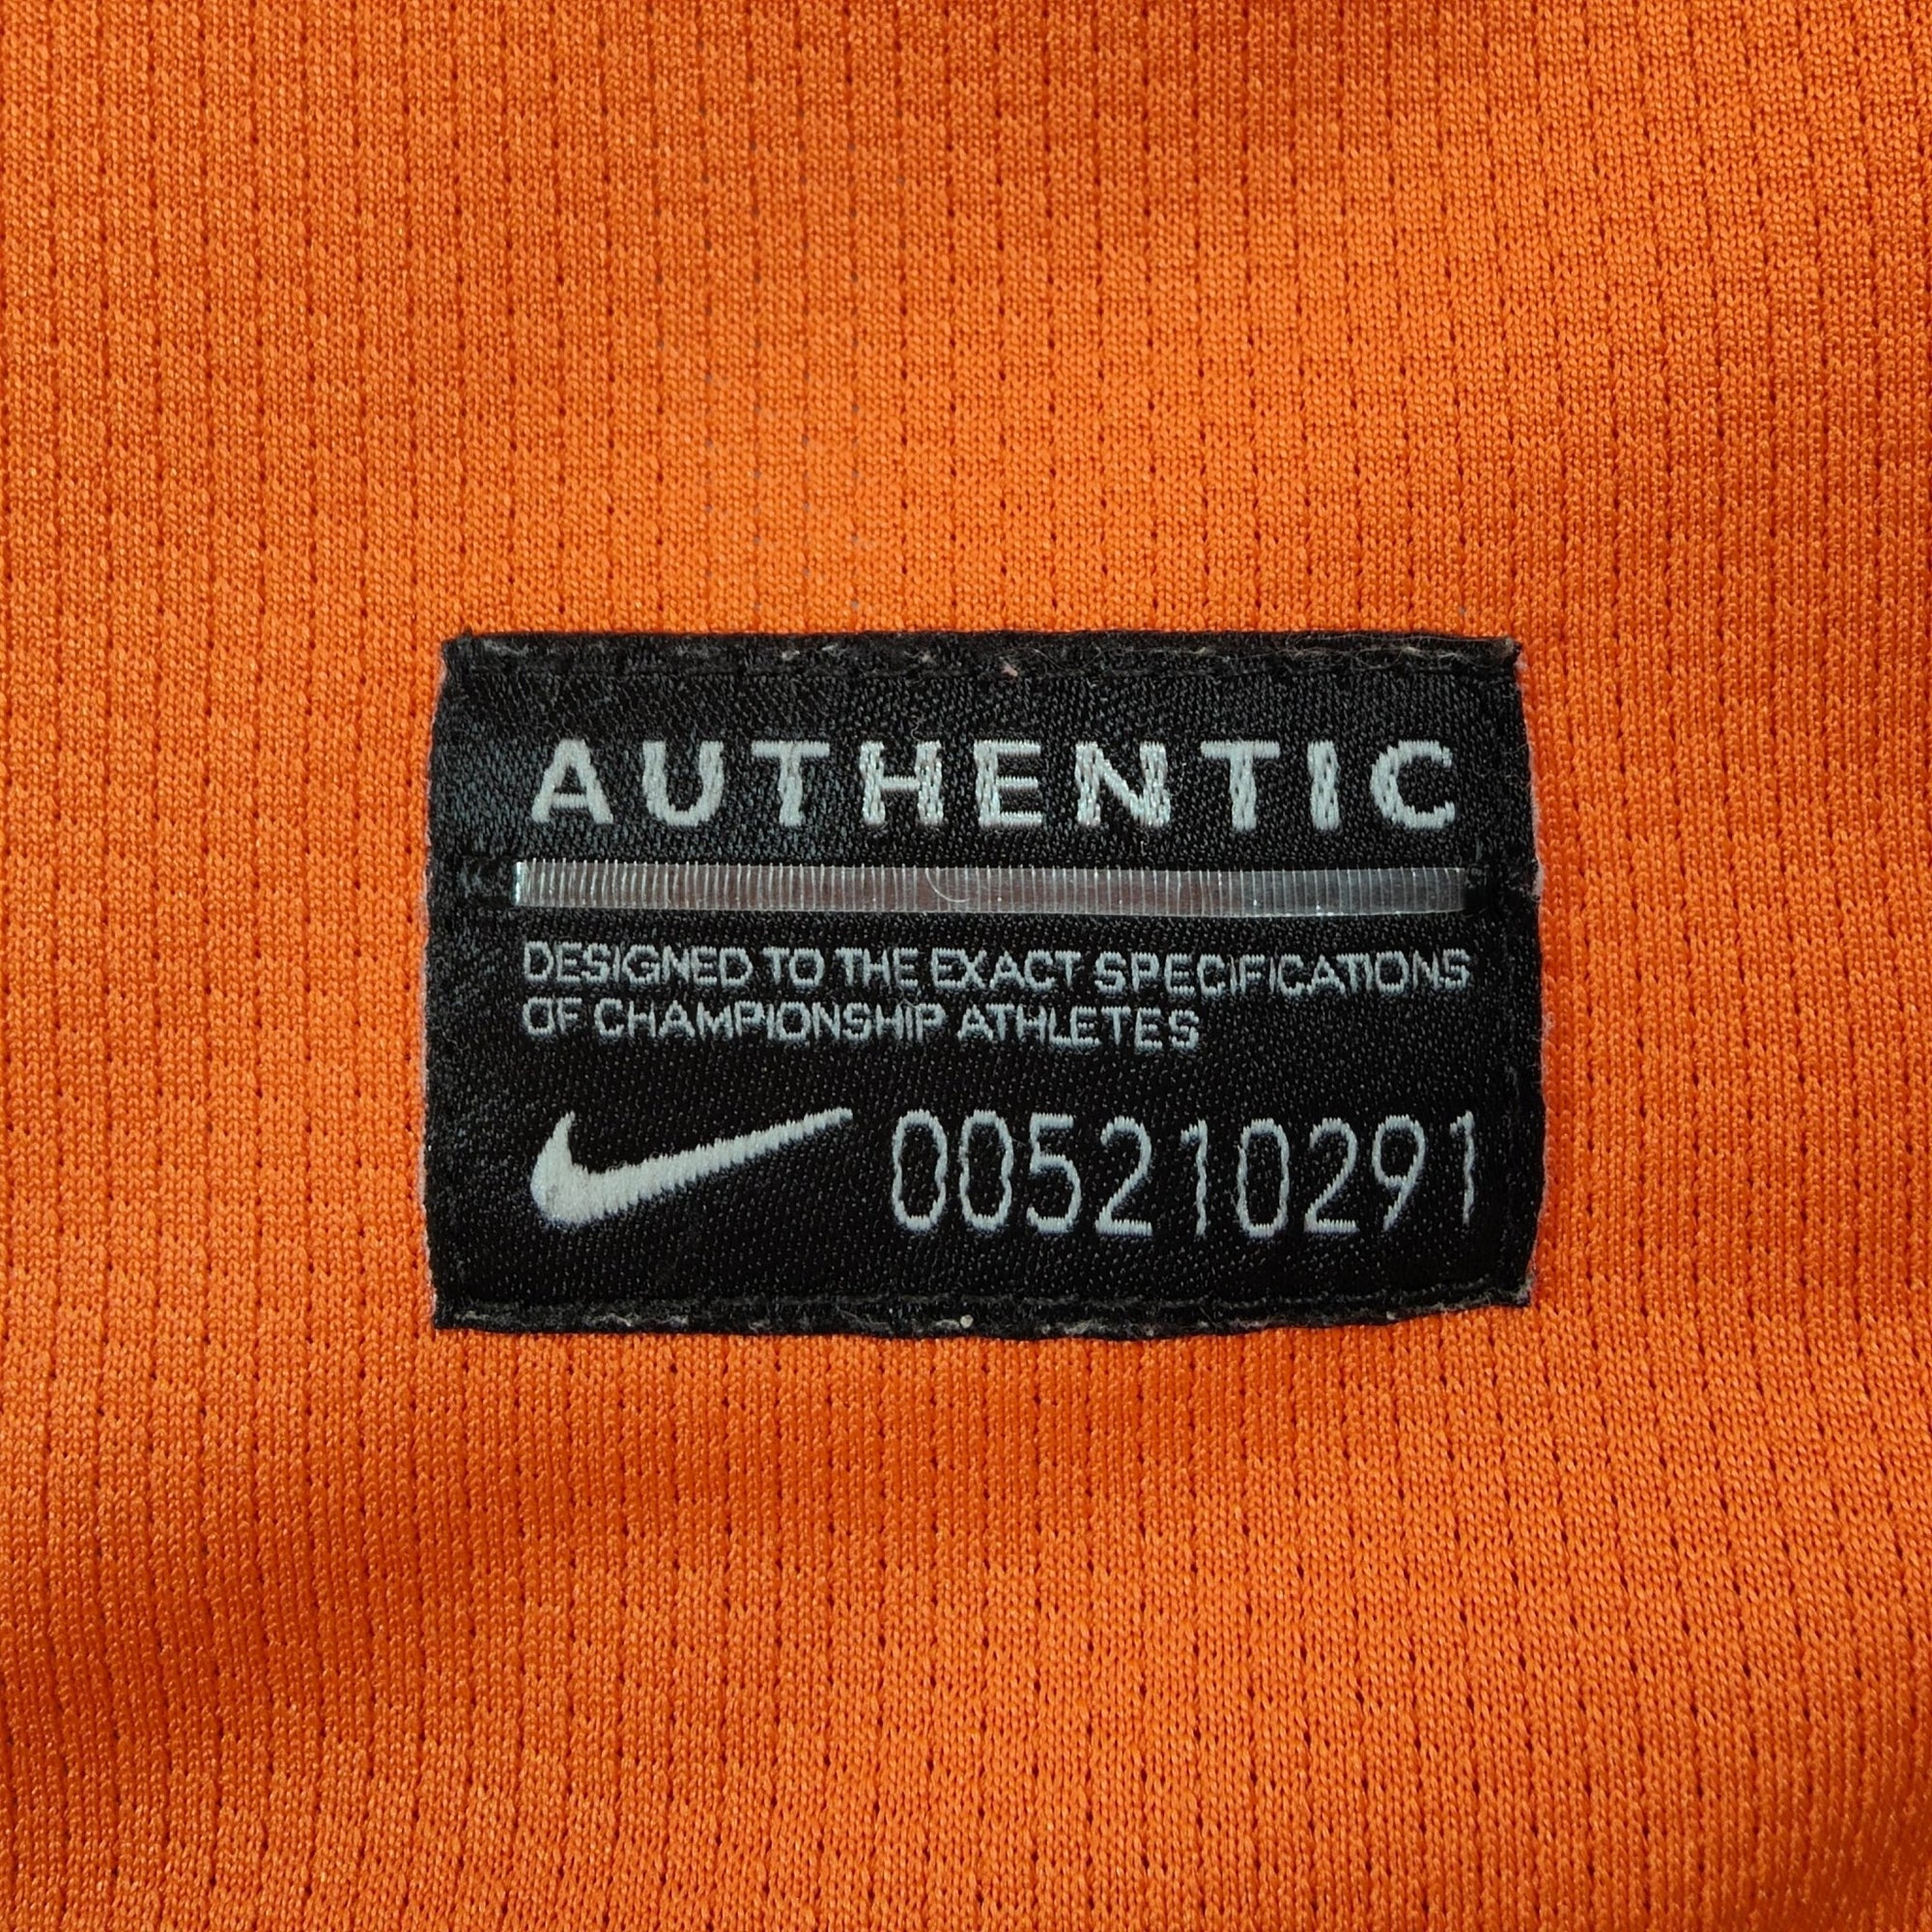 AUTHENTIC
DESIGNED TO THE EXACT SPECIFICATIONS
OF CHAMPIONSHIP ATHLETES
005210291